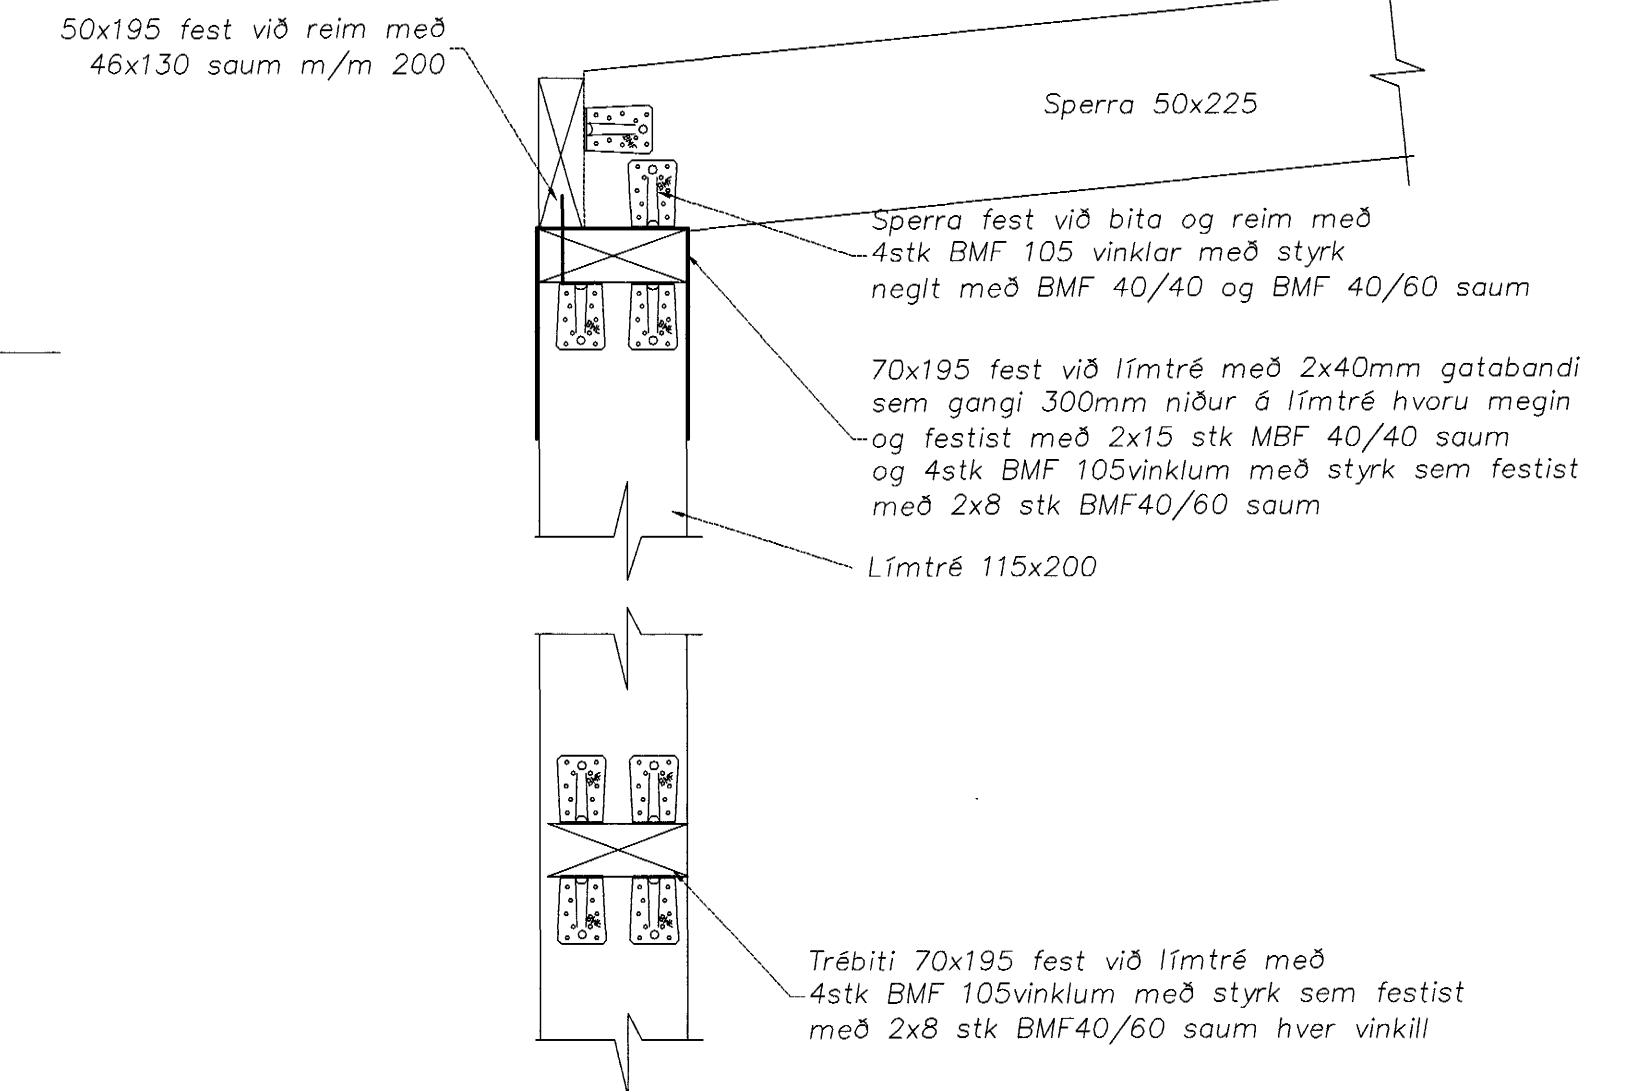 50x195 fest við reim með
46x130 saum m/m 200
Sperra 50x225
Sperra fest við bita og reim með
4stk BMF 105 vinklar með styrk
neglt með BMF 40/40 og BMF 40/60 saum
70x195 fest við límtré með 2x40mm gatabandi
sem gangi 300mm niður á límtré hvoru megin
og festist með 2x15 stk MBF 40/40 saum
og 4stk BMF 105vinklum með styrk sem festist
með 2x8 stk BMF40/60 saum
Límtré 115x200
Trébiti 70x195 fest við límtré með
4stk BMF 105vinklum með styrk sem festist
með 2x8 stk BMF40/60 saum hver vinkill